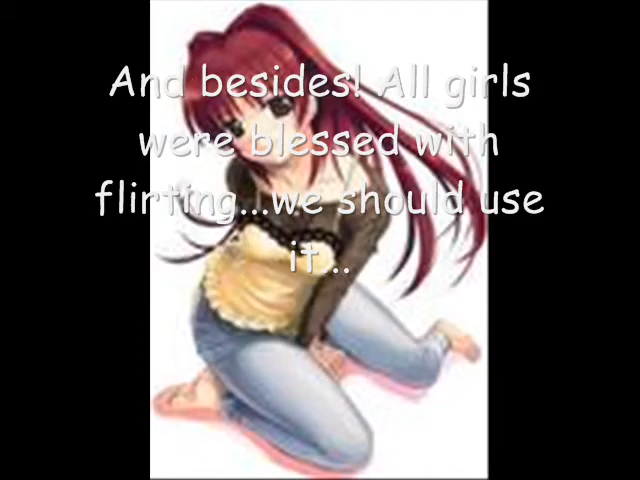 And besides! All girls
were blessed with
flirting...we should use
it...